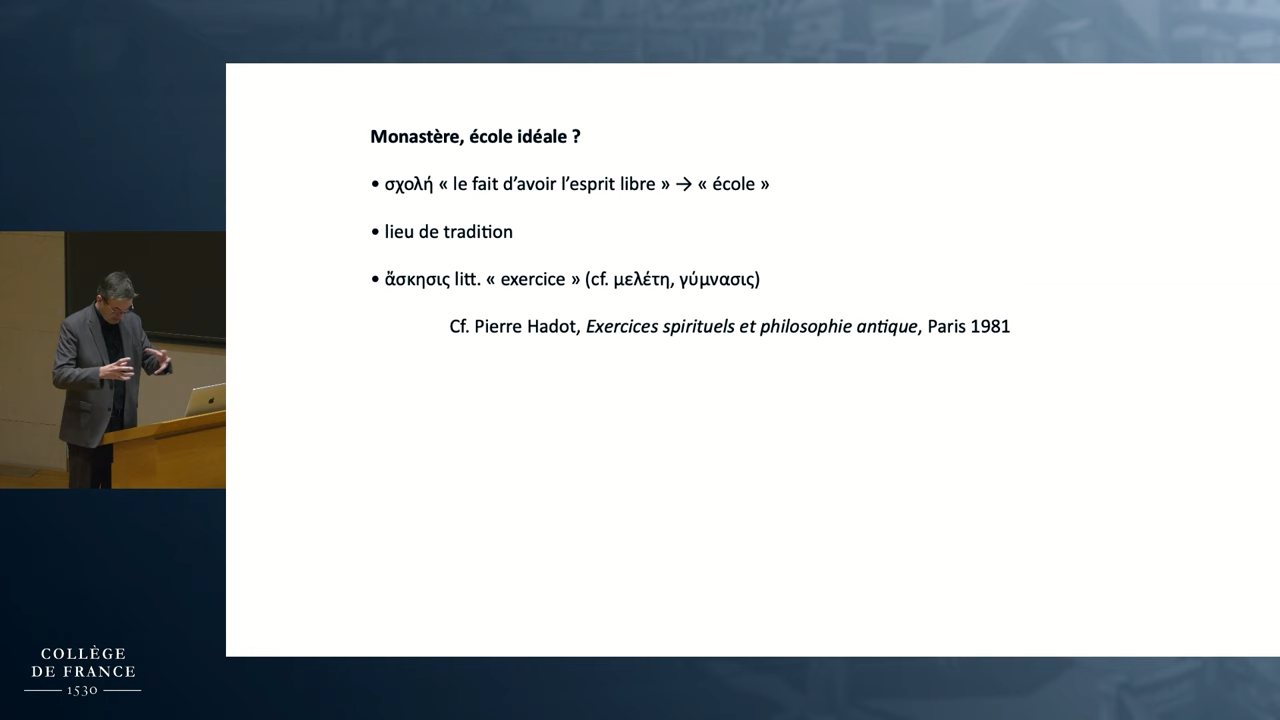 Monastère, école idéale ?
• σχολή « le fait d’avoir l’esprit libre » → « école »
• lieu de tradition
• ἄσκησις litt. « exercice » (cf. μελέτη, γύμνασις)
Cf. Pierre Hadot, Exercices spirituels et philosophie antique, Paris 1981
COLLÈGE
DE FRANCE
1530